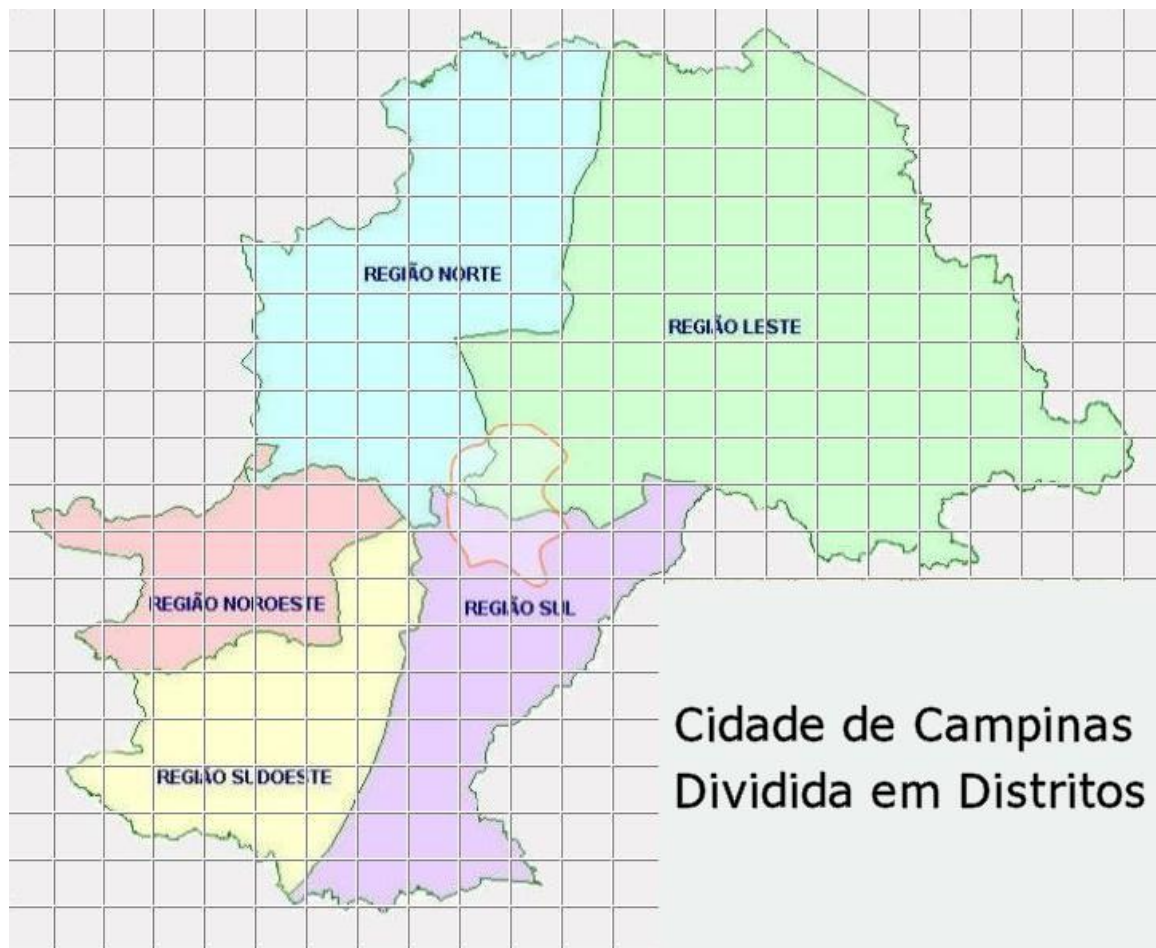 REGIÃO NORTE
REGIÃO LESTE
REGIÃO NOROESTE
REGIÃO SUL
REGIÃO SUDOESTE
Cidade de Campinas
Dividida em Distritos